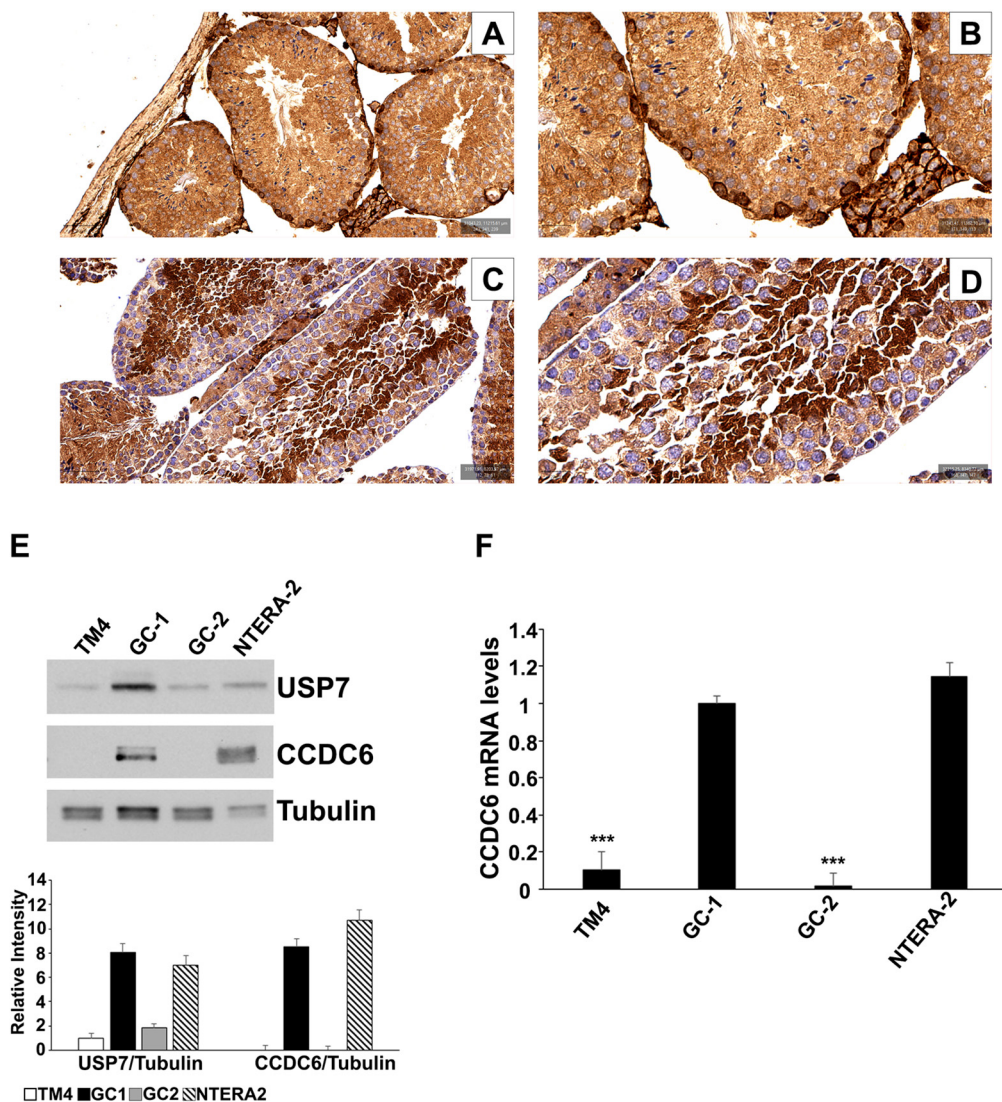 A
B
C
D
E
F
TM4
GC-1
GC-2
NTERA-2
USP7
CCDC6
Tubulin
14
12
10
8
6
4
2
0
Relative Intensity
USP7/Tubulin
CCDC6/Tubulin
TM4 GC1 GC2 NTERA2
CCDC6 mRNA levels
1.4
1.2
1
0.8
0.6
0.4
0.2
0
***
***
TM4
GC-1
GC-2
NTERA-2